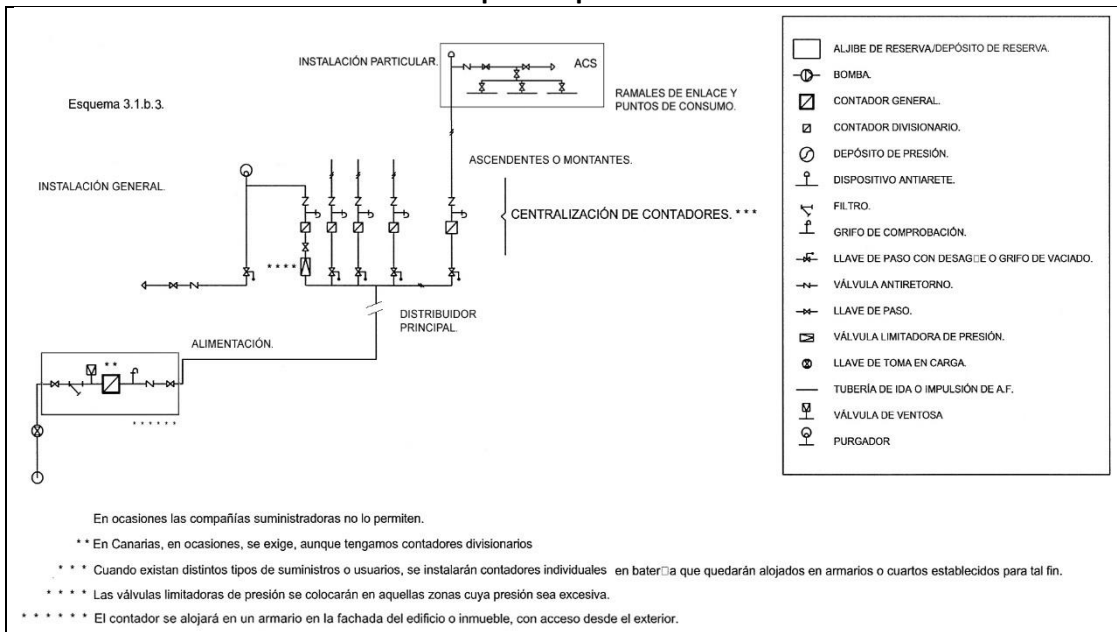 INSTALACIÓN PARTICULAR.
ACS
RAMALES DE ENLACE Y
PUNTOS DE CONSUMO.
Esquema 3.1.b.3.
ASCENDENTES O MONTANTES.
INSTALACIÓN GENERAL.
CENTRALIZACIÓN DE CONTADORES. * * *
* * * *
DISTRIBUIDOR
PRINCIPAL.
ALIMENTACIÓN.
* *
* * * * * *
ALJIBE DE RESERVA/DEPÓSITO DE RESERVA.
BOMBA.
CONTADOR GENERAL.
CONTADOR DIVISIONARIO.
DEPÓSITO DE PRESIÓN.
DISPOSITIVO ANTIARETE.
FILTRO.
GRIFO DE COMPROBACIÓN.
LLAVE DE PASO CON DESAG□E O GRIFO DE VACIADO.
VÁLVULA ANTIRETORNO.
LLAVE DE PASO.
VÁLVULA LIMITADORA DE PRESIÓN.
LLAVE DE TOMA EN CARGA.
TUBERÍA DE IDA O IMPULSIÓN DE A.F.
VÁLVULA DE VENTOSA
PURGADOR
En ocasiones las compañías suministradoras no lo permiten.
* * En Canarias, en ocasiones, se exige, aunque tengamos contadores divisionarios
* * * Cuando existan distintos tipos de suministros o usuarios, se instalarán contadores individuales en bater□a que quedarán alojados en armarios o cuartos establecidos para tal fin.
* * * * Las válvulas limitadoras de presión se colocarán en aquellas zonas cuya presión sea excesiva.
* * * * * * El contador se alojará en un armario en la fachada del edificio o inmueble, con acceso desde el exterior.